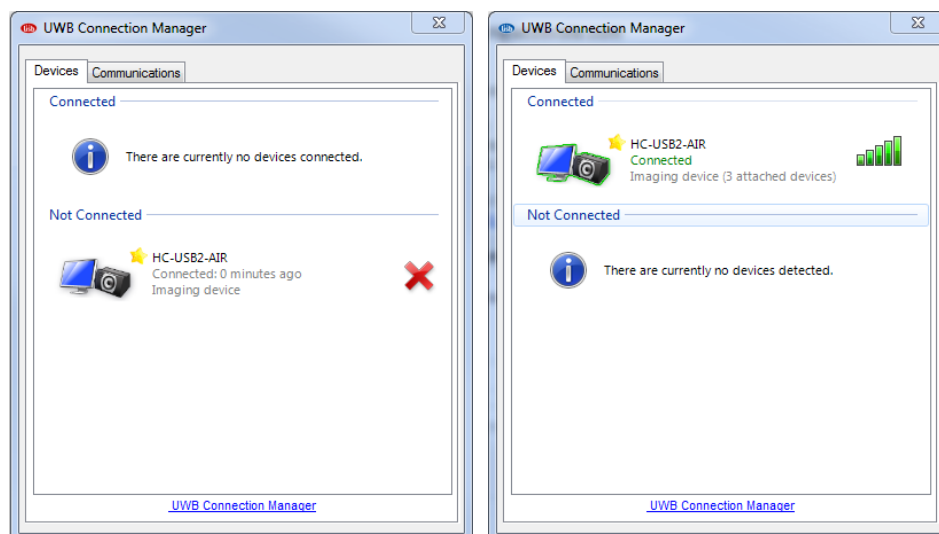 UWB Connection Manager
Devices
Communications
Connected
There are currently no devices connected.
Not Connected
HC-USB2-AIR
Connected: 0 minutes ago
Imaging device
UWB Connection Manager
UWB Connection Manager
Devices
Communications
Connected
HC-USB2-AIR
Connected
Imaging device (3 attached devices)
Not Connected
There are currently no devices detected.
UWB Connection Manager